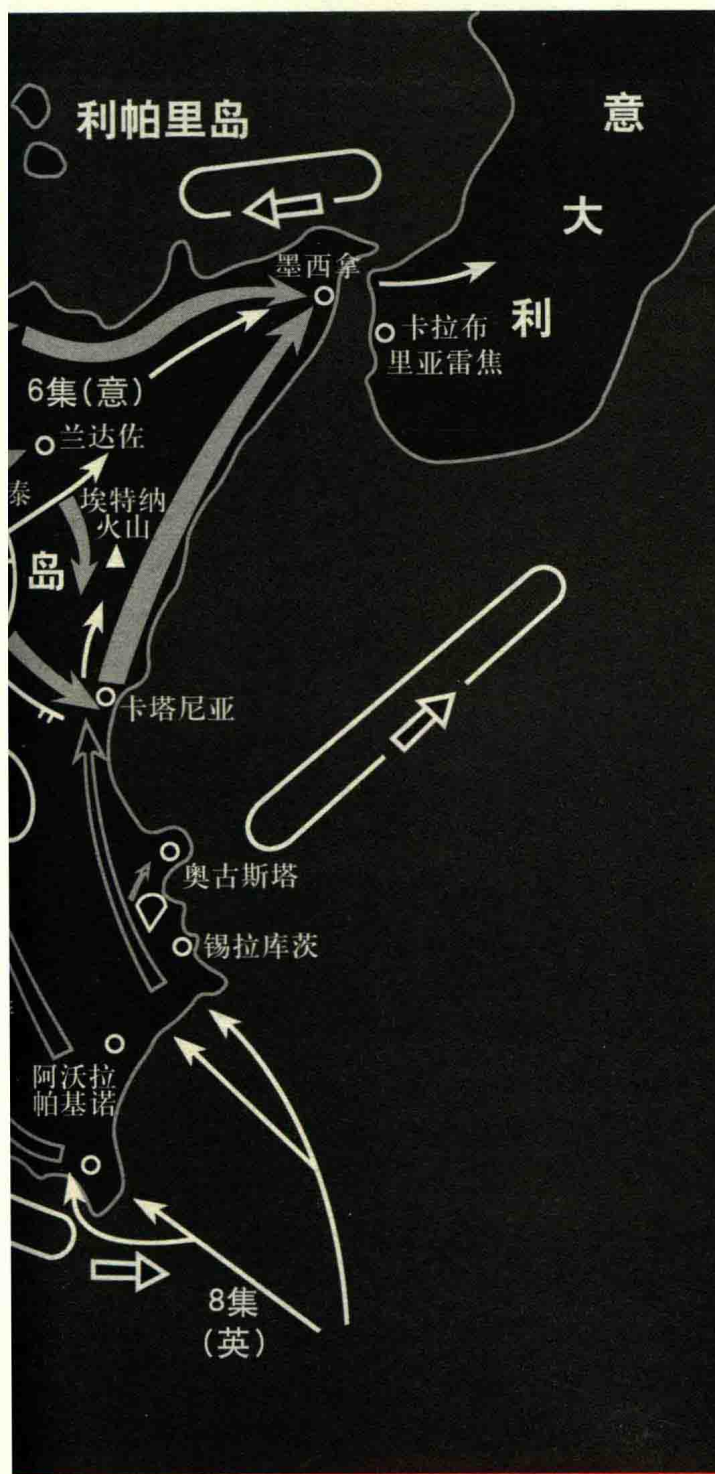 利帕里岛
意
大
利
墨西拿
卡拉布
里亚雷焦
6集(意)
兰达佐
泰
埃特纳
火山
岛
卡塔尼亚
奥古斯塔
锡拉库茨
阿沃拉
帕基诺
8集
(英)